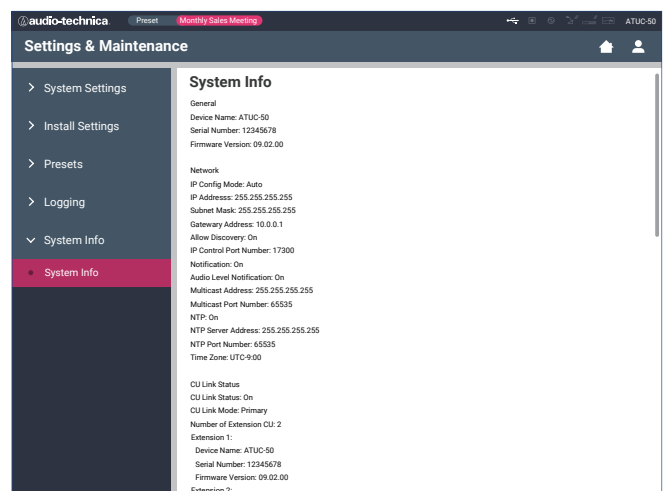 audio-technica
Preset
Monthly Sales Meeting
ATUC-50
Settings & Maintenance
System Settings
Install Settings
Presets
Logging
System Info
System Info
System Info
General
Device Name: ATUC-50
Serial Number: 12345678
Firmware Version: 09.02.00
Network
IP Config Mode: Auto
IP Addresss: 255.255.255.255
Subnet Mask: 255.255.255.255
Gatewary Address: 10.0.0.1
Allow Discovery: On
IP Control Port Number: 17300
Notification: On
Audio Level Notification: On
Multicast Address: 255.255.255.255
Multicast Port Number: 65535
NTP: On
NTP Server Address: 255.255.255.255
NTP Port Number: 65535
Time Zone: UTC-9:00
CU Link Status
CU Link Status: On
CU Link Mode: Primary
Number of Extension CU: 2
Extension 1:
Device Name: ATUC-50
Serial Number: 12345678
Firmware Version: 09.02.00
Extension 2: